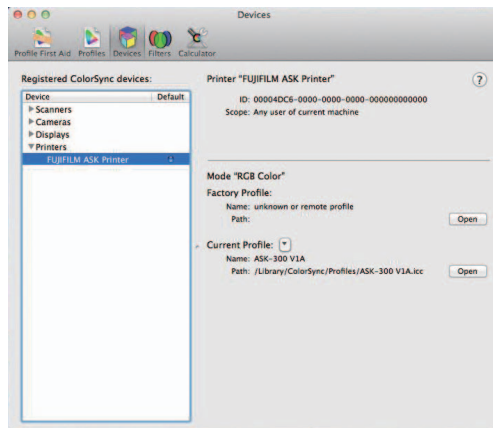 Devices
Profile First Aid Profiles Devices Filters Calculator
Registered ColorSync devices:
Device Default
Scanners
Cameras
Displays
Printers
FUJIFILM ASK Printer
Printer "FUJIFILM ASK Printer"
?
ID: 00004DC6-0000-0000-0000-000000000000
Scope: Any user of current machine
Mode "RGB Color"
Factory Profile:
Name: unknown or remote profile
Path:
Open
Current Profile:
Name: ASK-300 V1A
Path: /Library/ColorSync/Profiles/ASK-300 V1A.icc
Open